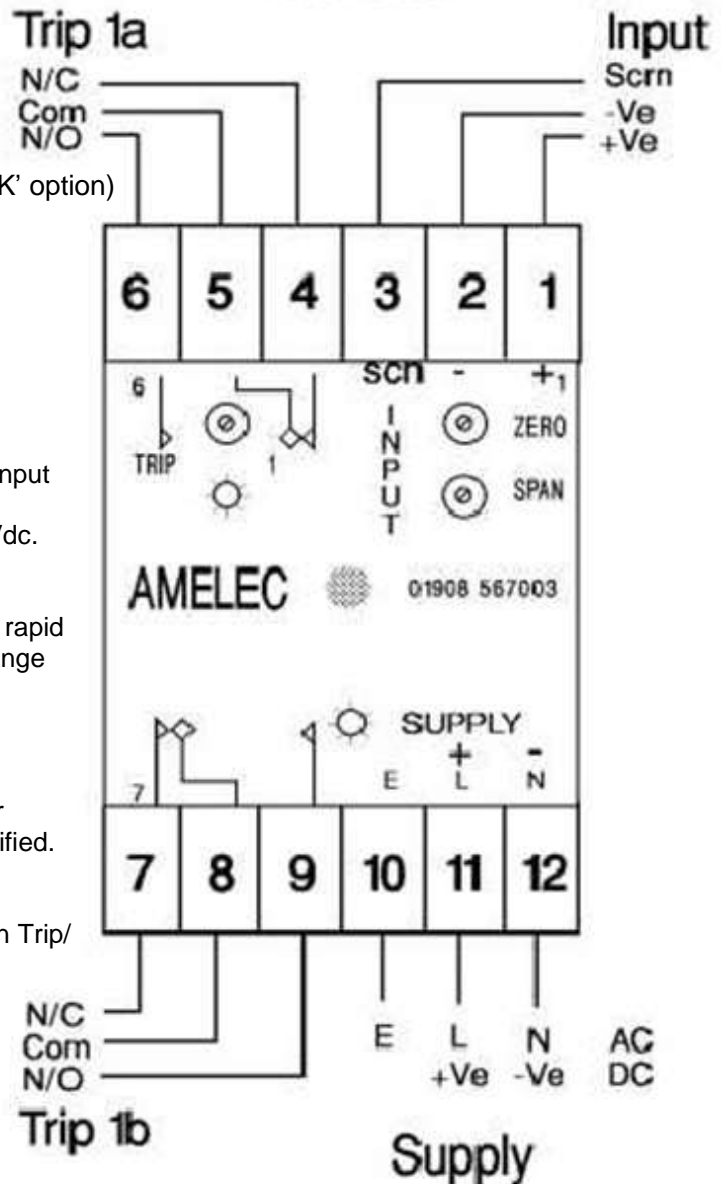 Trip 1a
Input
N/C
Com
N/O
Scrn
-Ve
+Ve
K' option)
6 5 4 3 2 1
scn - +1
6
TRIP
1
INPUT
ZERO
SPAN
nput
/dc.
AMELEC 01908 567003
rapid
nge
SUPPLY
+ -
E L N
7
r
ified.
7 8 9 10 11 12
n Trip/
N/C
Com
N/O
E L N AC
+Ve -Ve DC
Trip 1b
Supply